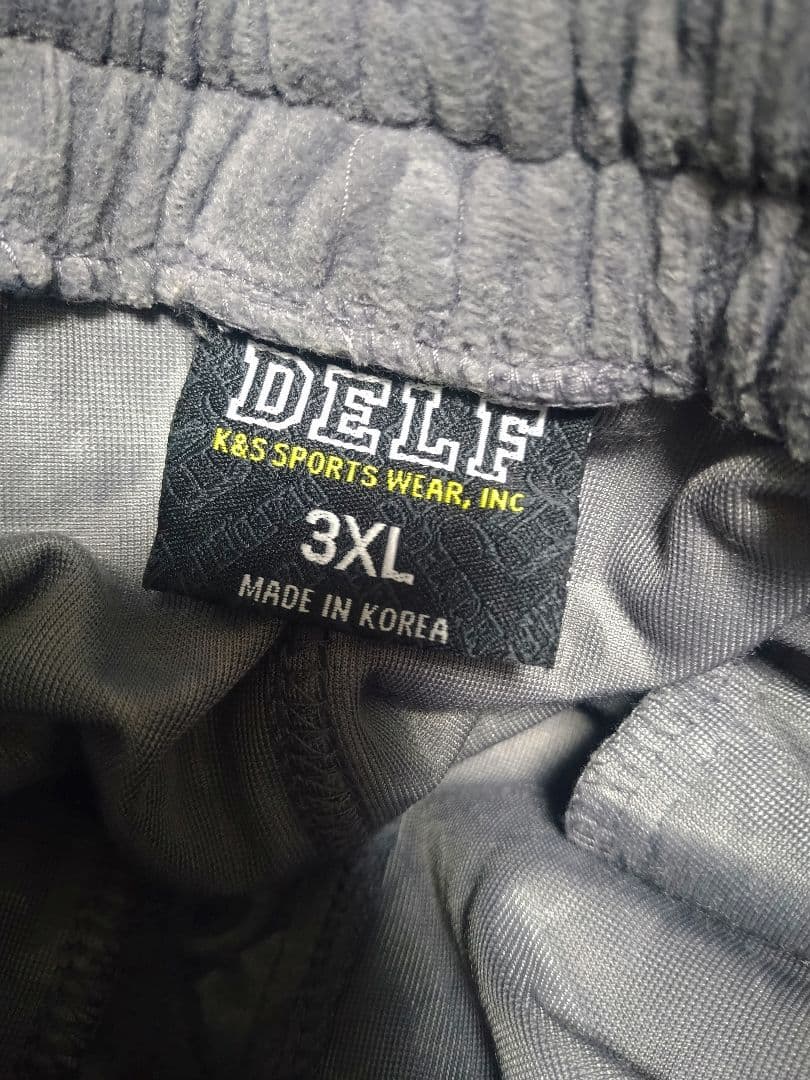 DELF
K&S SPORTS WEAR, INC
3XL
MADE IN KOREA